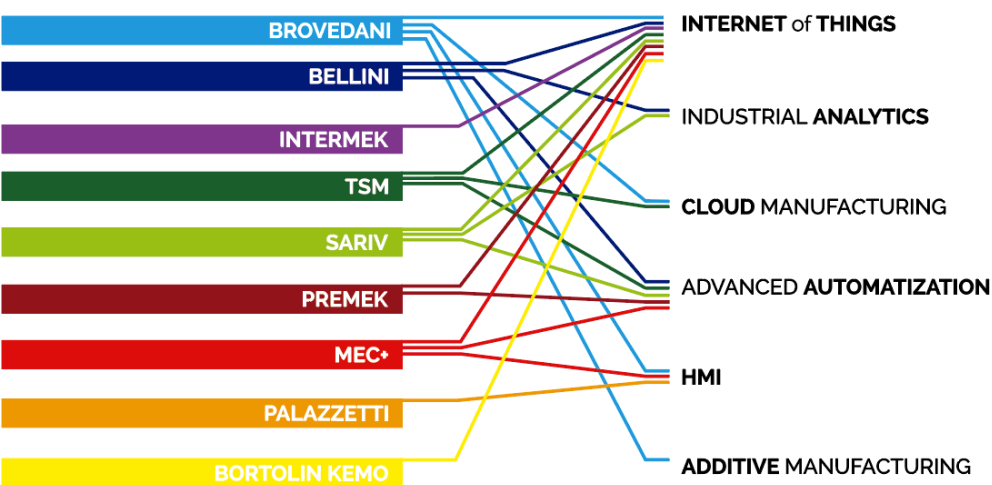 BROVEDANI
BELLINI
INTERMEK
TSM
SARIV
PREMEK
MEC+
PALAZZETTI
BORTOLIN KEMO
INTERNET of THINGS
INDUSTRIAL ANALYTICS
CLOUD MANUFACTURING
ADVANCED AUTOMATIZATION
HMI
ADDITIVE MANUFACTURING